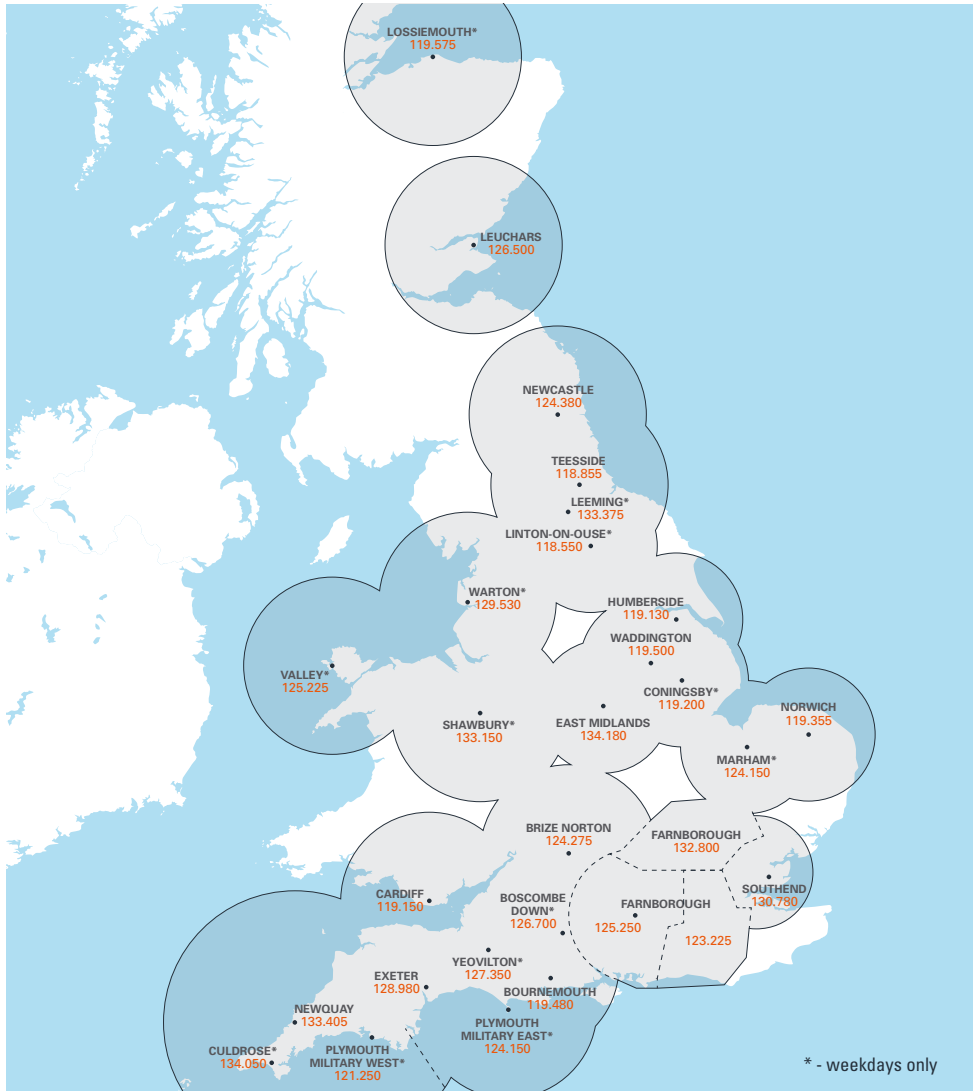 LOSSIEMOUTH*
119.575
LEUCHARS
126.500
NEWCASTLE
124.380
TEESSIDE
118.855
LEEMING*
133.375
LINTON-ON-OUSE*
118.550
WARTON*
129.530
HUMBERSIDE
119.130
WADDINGTON
119.500
VALLEY*
125.225
CONINGSBY*
119.200
SHAWBURY*
133.150
EAST MIDLANDS
134.180
NORWICH
119.355
MARHAM*
124.150
BRIZE NORTON
124.275
FARNBOROUGH
132.800
CARDIFF
119.150
BOSCOMBE
DOWN*
126.700
FARNBOROUGH
125.250
123.225
SOUTHEND
130.780
YEOVILTON*
127.350
EXETER
128.980
BOURNEMOUTH
119.480
NEWQUAY
133.405
PLYMOUTH
MILITARY EAST*
124.150
CULDROSE*
134.050
PLYMOUTH
MILITARY WEST*
121.250
* - weekdays only